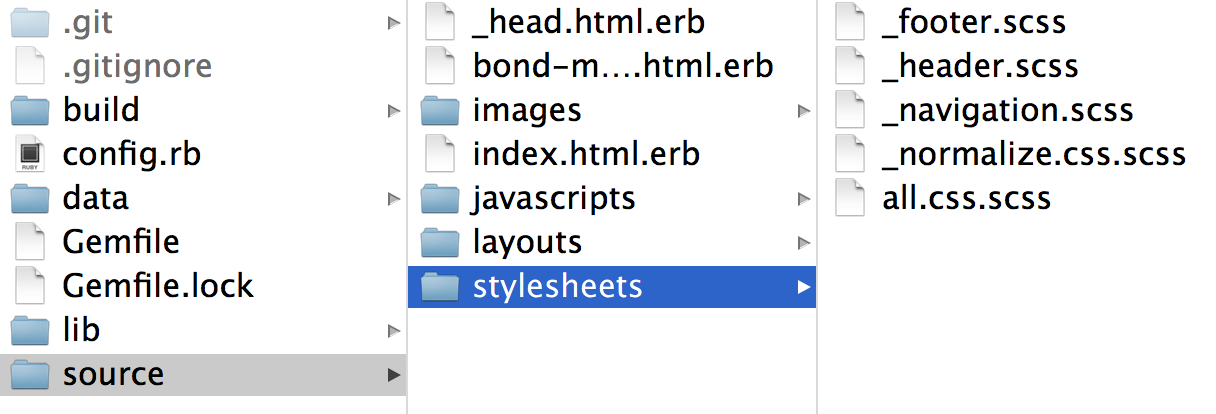 .git
.gitignore
build
config.rb
data
Gemfile
Gemfile.lock
lib
source
_head.html.erb
bond-m….html.erb
images
index.html.erb
javascripts
layouts
stylesheets
_footer.scss
_header.scss
_navigation.scss
_normalize.css.scss
all.css.scss
RUBY